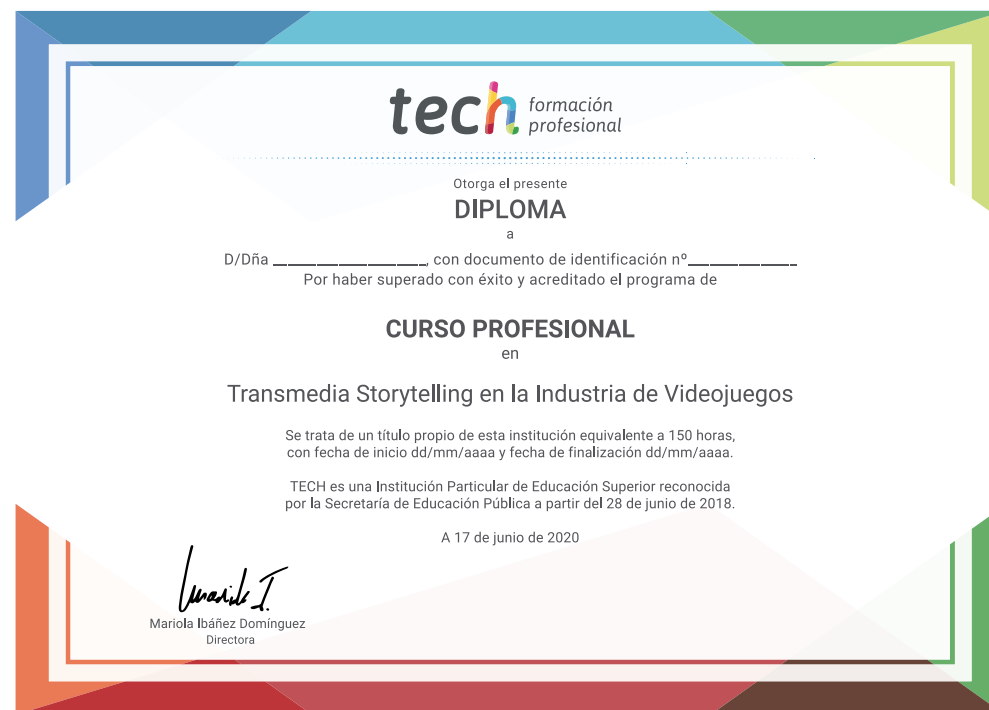 tech formación
profesional
Otorga el presente
DIPLOMA
a
D/Dña ____________________, con documento de identificación nº______________
Por haber superado con éxito y acreditado el programa de
CURSO PROFESIONAL
en
Transmedia Storytelling en la Industria de Videojuegos
Se trata de un título propio de esta institución equivalente a 150 horas,
con fecha de inicio dd/mm/aaaa y fecha de finalización dd/mm/aaaa.
TECH es una Institución Particular de Educación Superior reconocida
por la Secretaría de Educación Pública a partir del 28 de junio de 2018.
A 17 de junio de 2020
Mariola Ibáñez Domínguez
Directora